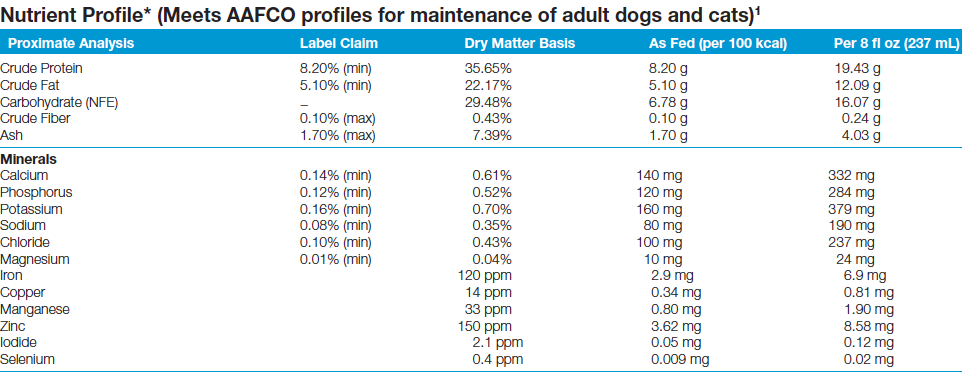 Nutrient Profile* (Meets AAFCO profiles for maintenance of adult dogs and cats)¹
Proximate Analysis Label Claim Dry Matter Basis As Fed (per 100 kcal) Per 8 fl oz (237 mL)
Crude Protein 8.20% (min) 35.65% 8.20 g 19.43 g
Crude Fat 5.10% (min) 22.17% 5.10 g 12.09 g
Carbohydrate (NFE) – 29.48% 6.78 g 16.07 g
Crude Fiber 0.10% (max) 0.43% 0.10 g 0.24 g
Ash 1.70% (max) 7.39% 1.70 g 4.03 g
Minerals
Calcium 0.14% (min) 0.61% 140 mg 332 mg
Phosphorus 0.12% (min) 0.52% 120 mg 284 mg
Potassium 0.16% (min) 0.70% 160 mg 379 mg
Sodium 0.08% (min) 0.35% 80 mg 190 mg
Chloride 0.10% (min) 0.43% 100 mg 237 mg
Magnesium 0.01% (min) 0.04% 10 mg 24 mg
Iron 120 ppm 2.9 mg 6.9 mg
Copper 14 ppm 0.34 mg 0.81 mg
Manganese 33 ppm 0.80 mg 1.90 mg
Zinc 150 ppm 3.62 mg 8.58 mg
Iodide 2.1 ppm 0.05 mg 0.12 mg
Selenium 0.4 ppm 0.009 mg 0.02 mg